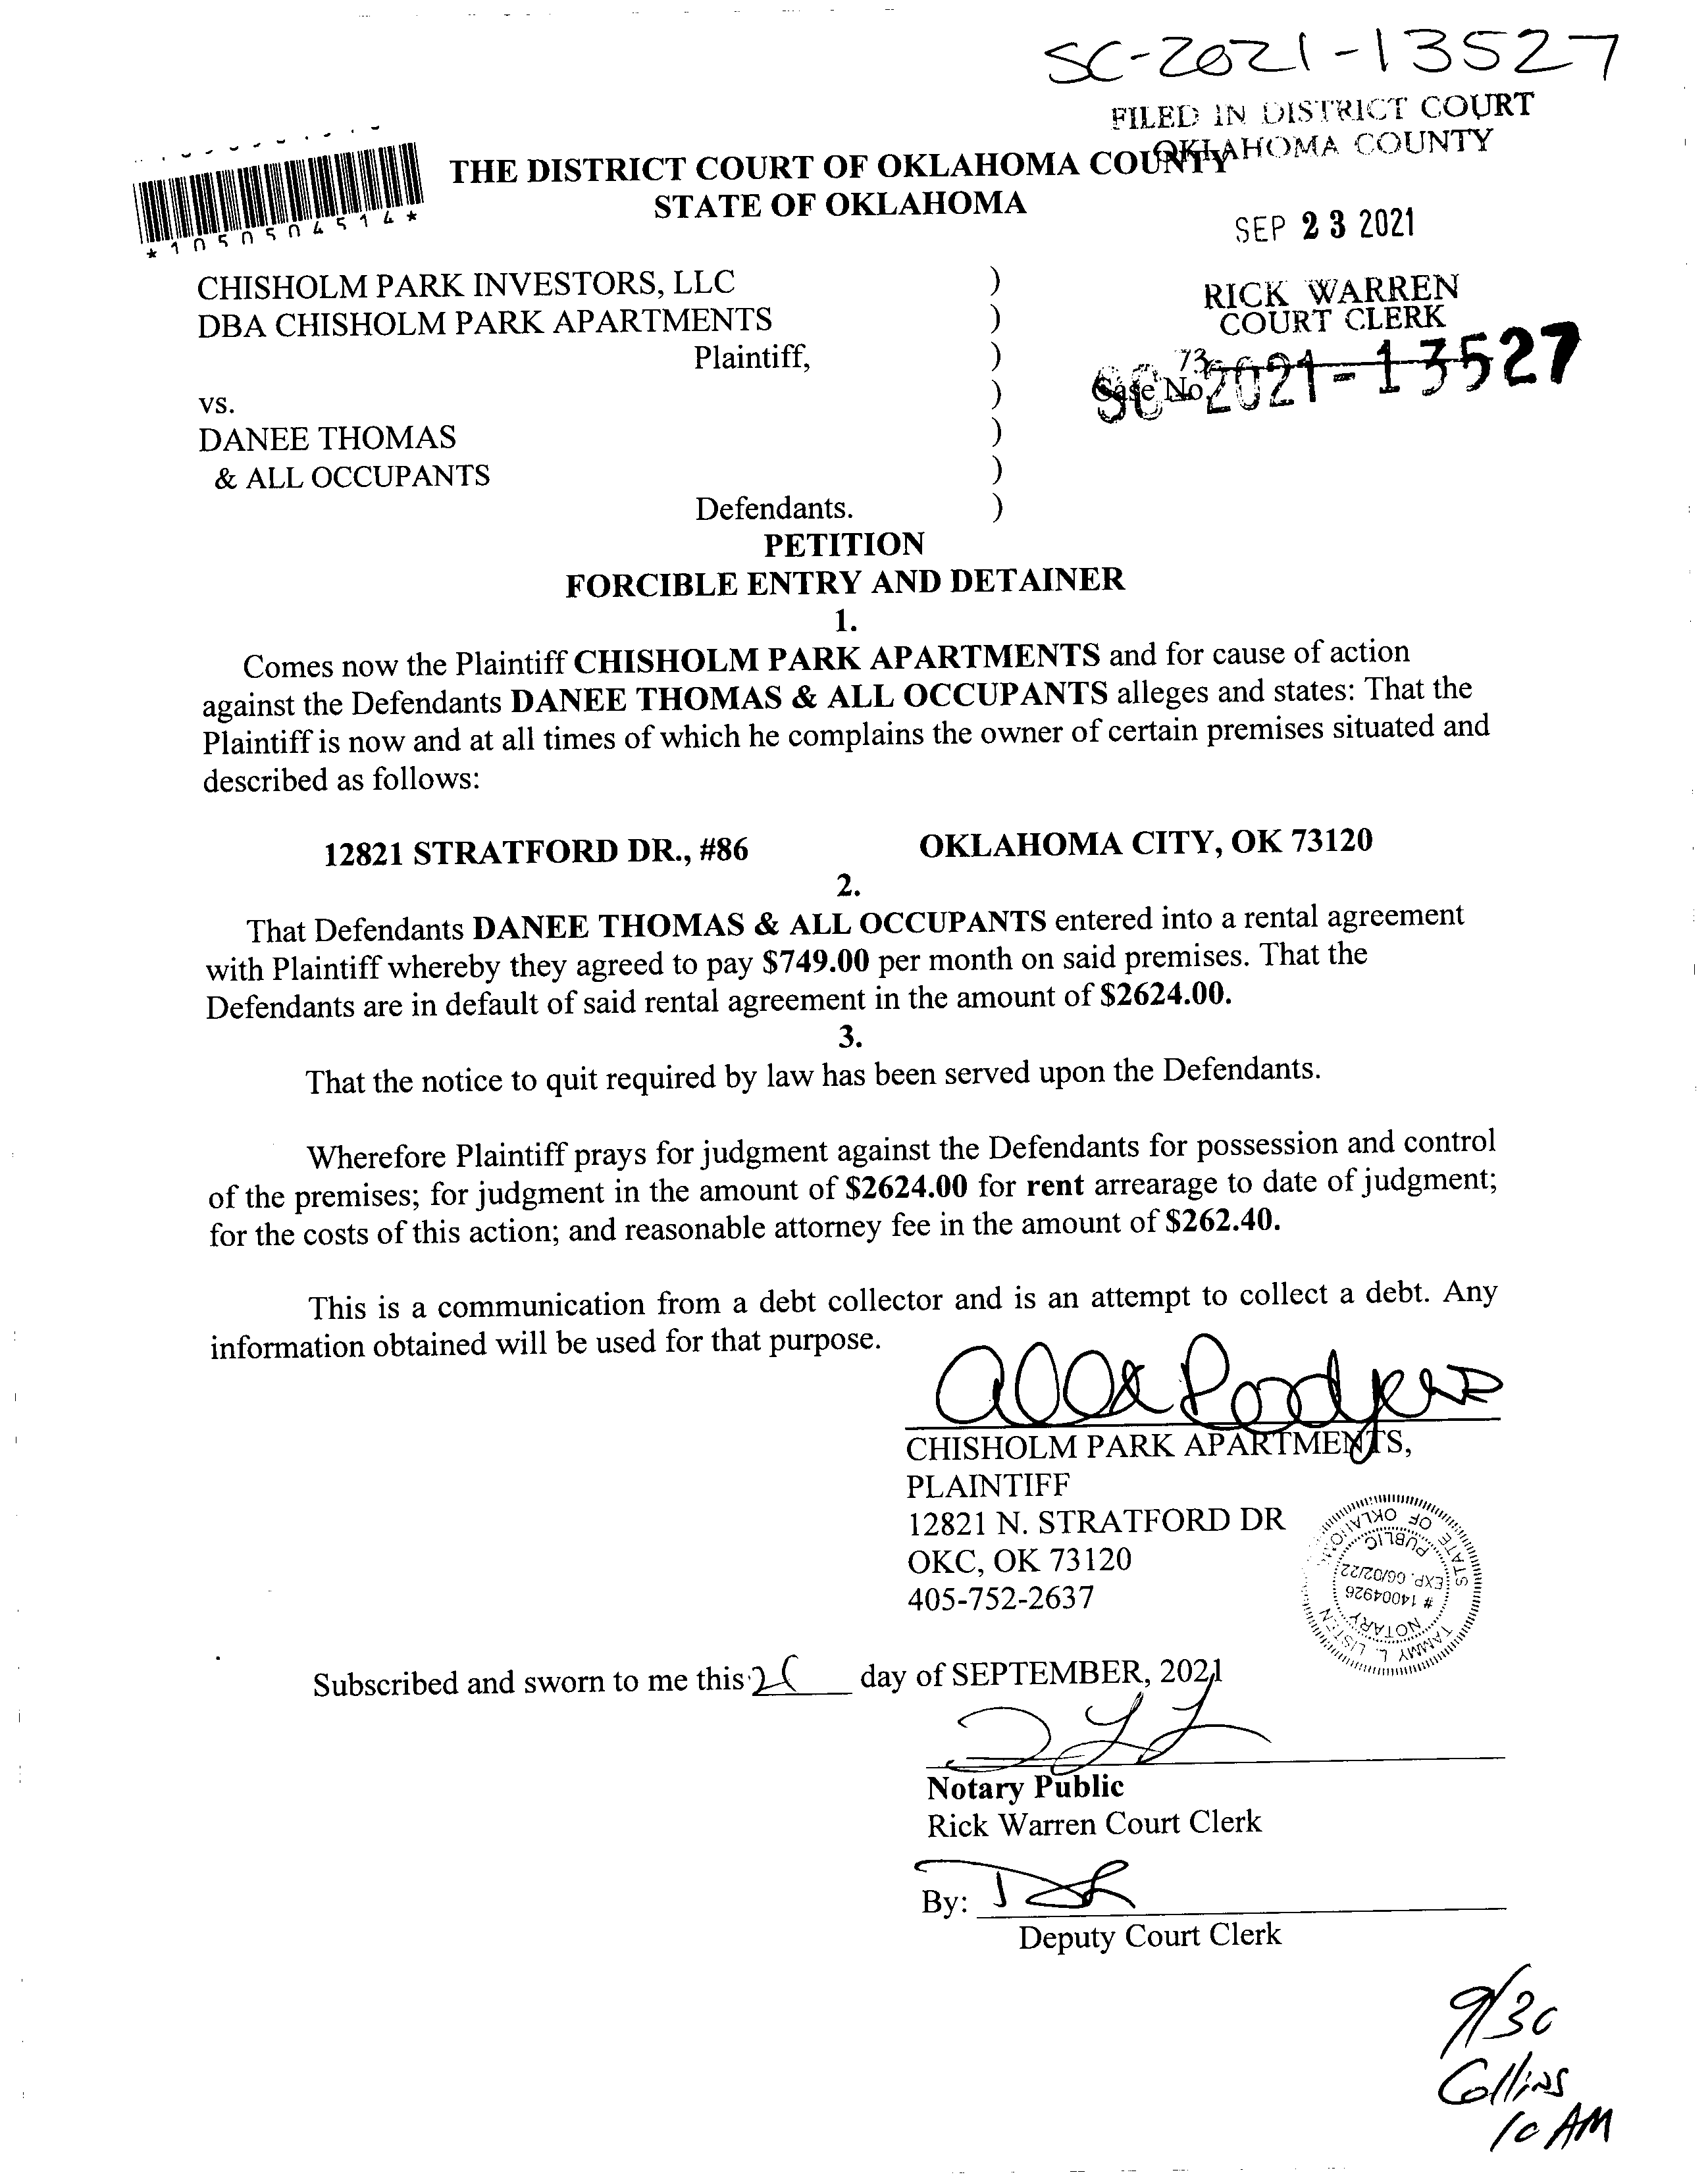 SC-2021-13527
FILED IN DISTRICT COURT
OKLAHOMA COUNTY
*1050504514*
THE DISTRICT COURT OF OKLAHOMA COUNTY
STATE OF OKLAHOMA
SEP 23 2021
CHISHOLM PARK INVESTORS, LLC )
DBA CHISHOLM PARK APARTMENTS )
Plaintiff, )
RICK WARREN
COURT CLERK
73
Case No.
SC-2021-13527
vs. )
DANEE THOMAS )
& ALL OCCUPANTS )
Defendants. )
PETITION
FORCIBLE ENTRY AND DETAINER
1.
Comes now the Plaintiff CHISHOLM PARK APARTMENTS and for cause of action
against the Defendants DANEE THOMAS & ALL OCCUPANTS alleges and states: That the
Plaintiff is now and at all times of which he complains the owner of certain premises situated and
described as follows:
12821 STRATFORD DR., #86 OKLAHOMA CITY, OK 73120
2.
That Defendants DANEE THOMAS & ALL OCCUPANTS entered into a rental agreement
with Plaintiff whereby they agreed to pay $749.00 per month on said premises. That the
Defendants are in default of said rental agreement in the amount of $2624.00.
3.
That the notice to quit required by law has been served upon the Defendants.
Wherefore Plaintiff prays for judgment against the Defendants for possession and control
of the premises; for judgment in the amount of $2624.00 for rent arrearage to date of judgment;
for the costs of this action; and reasonable attorney fee in the amount of $262.40.
This is a communication from a debt collector and is an attempt to collect a debt. Any
information obtained will be used for that purpose.
CHISHOLM PARK APARTMENTS,
PLAINTIFF
12821 N. STRATFORD DR
OKC, OK 73120
405-752-2637
TAMMY L. LISTEN
NOTARY
# 14004926
EXP. 06/02/22
PUBLIC
STATE OF OKLAHOMA
Subscribed and sworn to me this day of SEPTEMBER, 2021
Notary Public
Rick Warren Court Clerk
By:
Deputy Court Clerk
9/30
Collins
10 AM